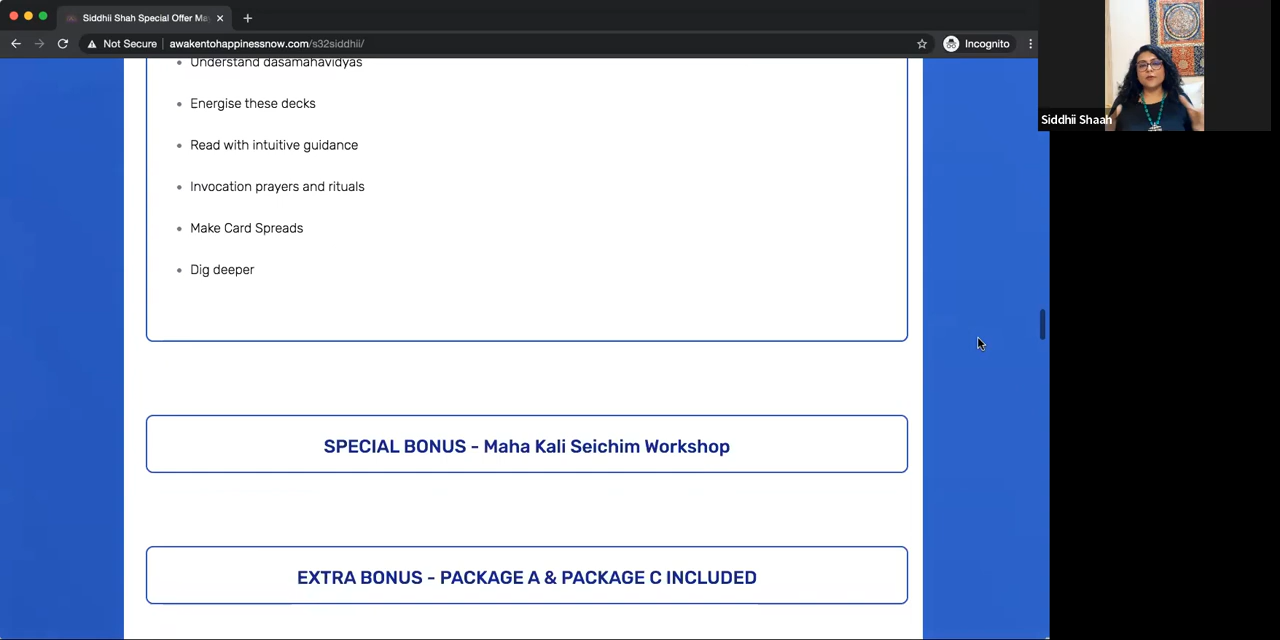 Siddhii Shah Special Offer Ma
Not Secure
awakentohappinessnow.com/s32siddhii/
Incognito
Siddhii Shaah
Understand dasamahavidyas
Energise these decks
Read with intuitive guidance
Invocation prayers and rituals
Make Card Spreads
Dig deeper
SPECIAL BONUS - Maha Kali Seichim Workshop
EXTRA BONUS - PACKAGE A & PACKAGE C INCLUDED